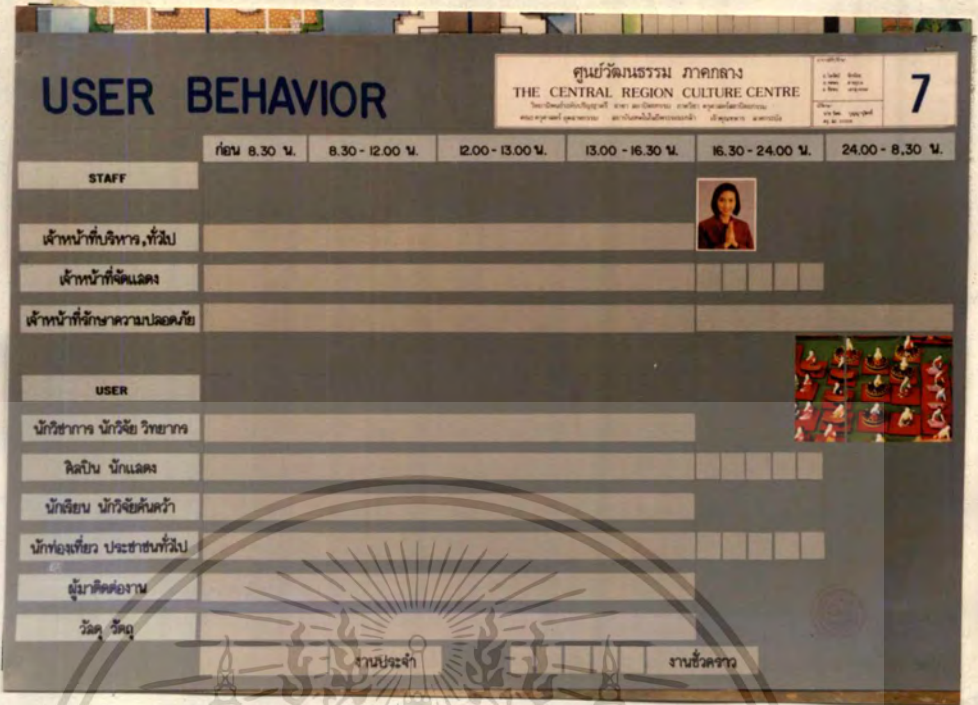 USER BEHAVIOR
ศูนย์วัฒนธรรม ภาคกลาง
THE CENTRAL REGION CULTURE CENTRE
7
ก่อน 8.30 น. 8.30 - 12.00 น. 12.00 - 13.00 น. 13.00 - 16.30 น. 16.30 - 24.00 น. 24.00 - 8.30 น.
STAFF
เจ้าหน้าที่บริหาร,ทั่วไป
เจ้าหน้าที่จัดแสดง
เจ้าหน้าที่รักษาความปลอดภัย
USER
นักวิชาการ นักวิจัย วิทยากร
ศิลปิน นักแสดง
นักเรียน นักวิจัยค้นคว้า
นักท่องเที่ยว ประชาชนทั่วไป
ผู้มาติดต่องาน
วัสดุ วัตถุ
งานประจำ งานชั่วคราว